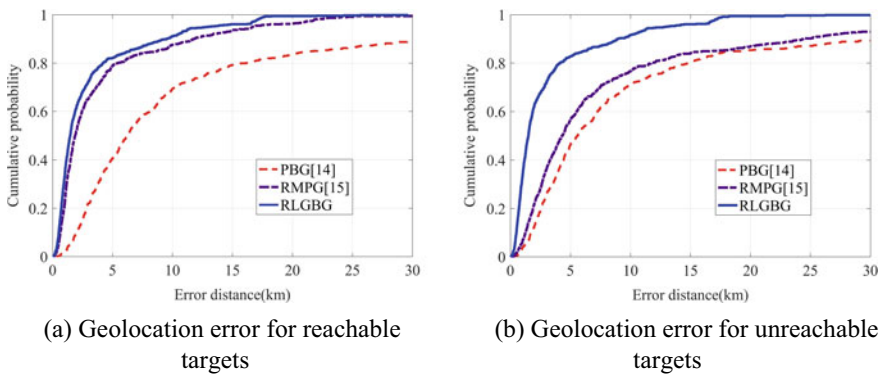 1
0.8
0.6
0.4
0.2
0
Cumulative probability
PBG[14]
RMPG[15]
RLGBG
0 5 10 15 20 25 30
Error distance(km)
(a) Geolocation error for reachable
targets
1
0.8
0.6
0.4
0.2
0
Cumulative probability
PBG[14]
RMPG[15]
RLGBG
0 5 10 15 20 25 30
Error distance(km)
(b) Geolocation error for unreachable
targets